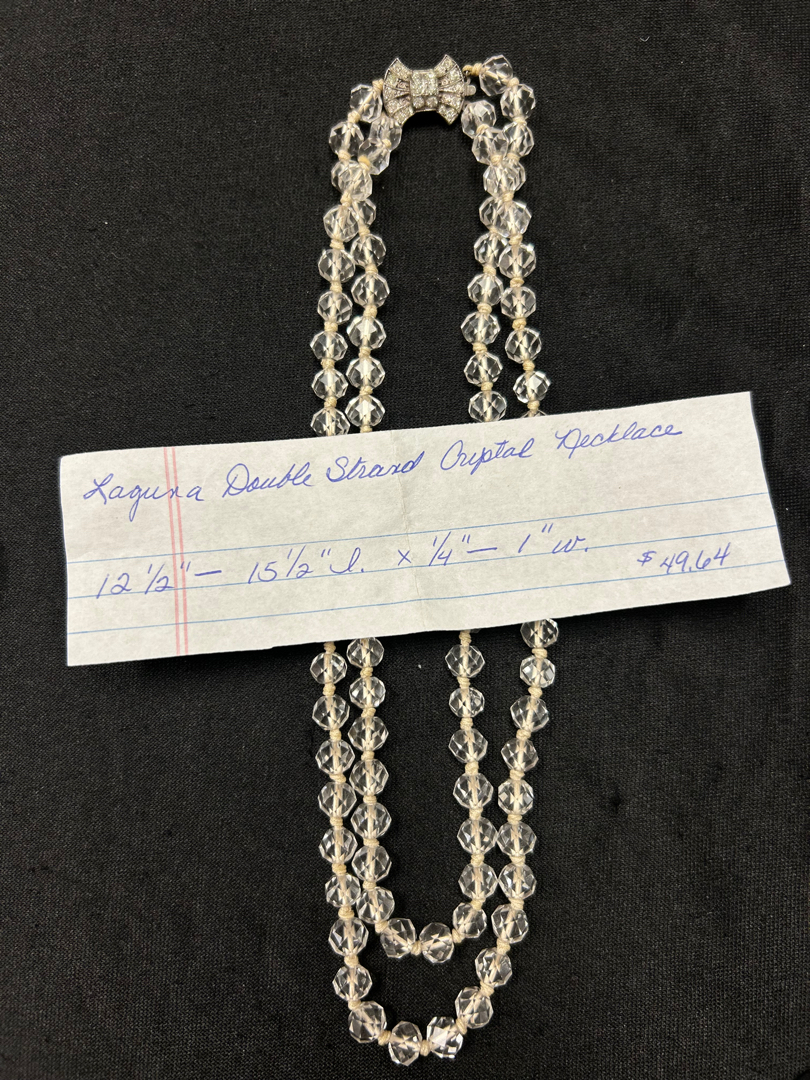 Laguna Double Strand Crystal Necklace
12 1/2" — 15 1/2" l. x 1/4" — 1" w. $49.64